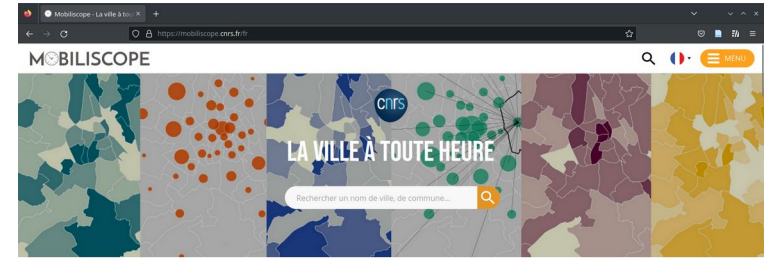 Mobiliscope - La ville à tou
https://mobiliscope.cnrs.fr/fr
MOBILISCOPE
MENU
cnrs
LA VILLE À TOUTE HEURE
Rechercher un nom de ville, de commune...